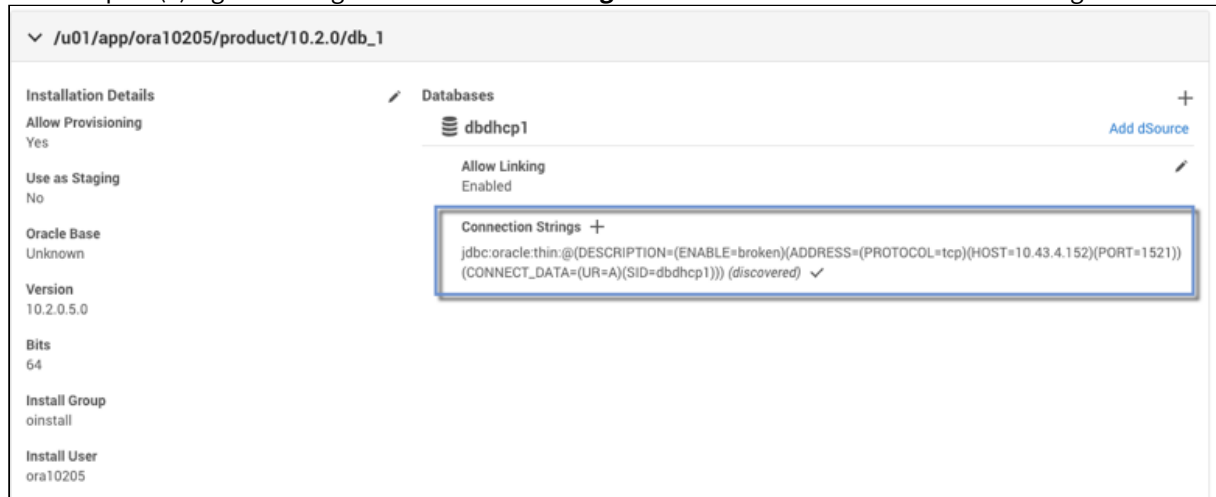 /u01/app/ora10205/product/10.2.0/db_1
Installation Details
Allow Provisioning
Yes
Use as Staging
No
Oracle Base
Unknown
Version
10.2.0.5.0
Bits
64
Install Group
oinstall
Install User
ora10205
Databases +
dbdhcp1 Add dSource
Allow Linking
Enabled
Connection Strings +
jdbc:oracle:thin:@(DESCRIPTION=(ENABLE=broken)(ADDRESS=(PROTOCOL=tcp)(HOST=10.43.4.152)(PORT=1521))
(CONNECT_DATA=(UR=A)(SID=dbdhcp1))) (discovered) ✓